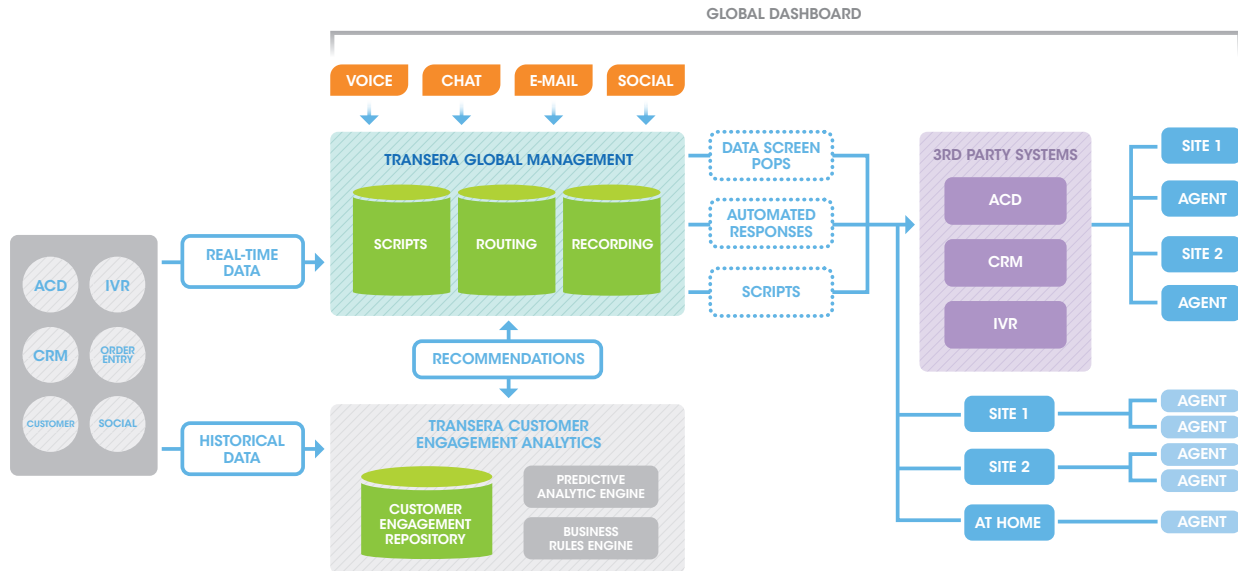 GLOBAL DASHBOARD
VOICE
CHAT
E-MAIL
SOCIAL
TRANSERA GLOBAL MANAGEMENT
SCRIPTS
ROUTING
RECORDING
DATA SCREEN
POPS
AUTOMATED
RESPONSES
SCRIPTS
3RD PARTY SYSTEMS
ACD
CRM
IVR
SITE 1
AGENT
SITE 2
AGENT
ACD
IVR
CRM
ORDER
ENTRY
CUSTOMER
SOCIAL
REAL-TIME
DATA
HISTORICAL
DATA
RECOMMENDATIONS
TRANSERA CUSTOMER
ENGAGEMENT ANALYTICS
CUSTOMER
ENGAGEMENT
REPOSITORY
PREDICTIVE
ANALYTIC ENGINE
BUSINESS
RULES ENGINE
SITE 1
AGENT
AGENT
SITE 2
AGENT
AGENT
AT HOME
AGENT